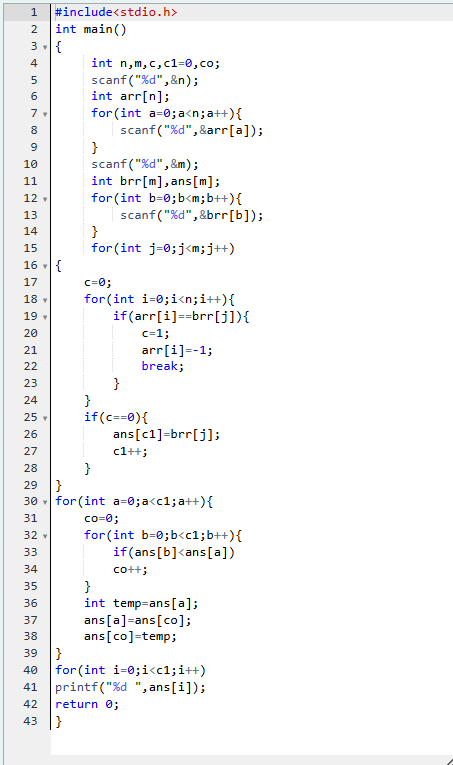 1 #include<stdio.h>
2 int main()
3 {
4 int n,m,c,c1=0,co;
5 scanf("%d",&n);
6 int arr[n];
7 for(int a=0;a<n;a++){
8 scanf("%d",&arr[a]);
9 }
10 scanf("%d",&m);
11 int brr[m],ans[m];
12 for(int b=0;b<m;b++){
13 scanf("%d",&brr[b]);
14 }
15 for(int j=0;j<m;j++)
16 {
17 c=0;
18 for(int i=0;i<n;i++){
19 if(arr[i]==brr[j]){
20 c=1;
21 arr[i]=-1;
22 break;
23 }
24 }
25 if(c==0){
26 ans[c1]=brr[j];
27 c1++;
28 }
29 }
30 for(int a=0;a<c1;a++){
31 co=0;
32 for(int b=0;b<c1;b++){
33 if(ans[b]<ans[a])
34 co++;
35 }
36 int temp=ans[a];
37 ans[a]=ans[co];
38 ans[co]=temp;
39 }
40 for(int i=0;i<c1;i++)
41 printf("%d ",ans[i]);
42 return 0;
43 }